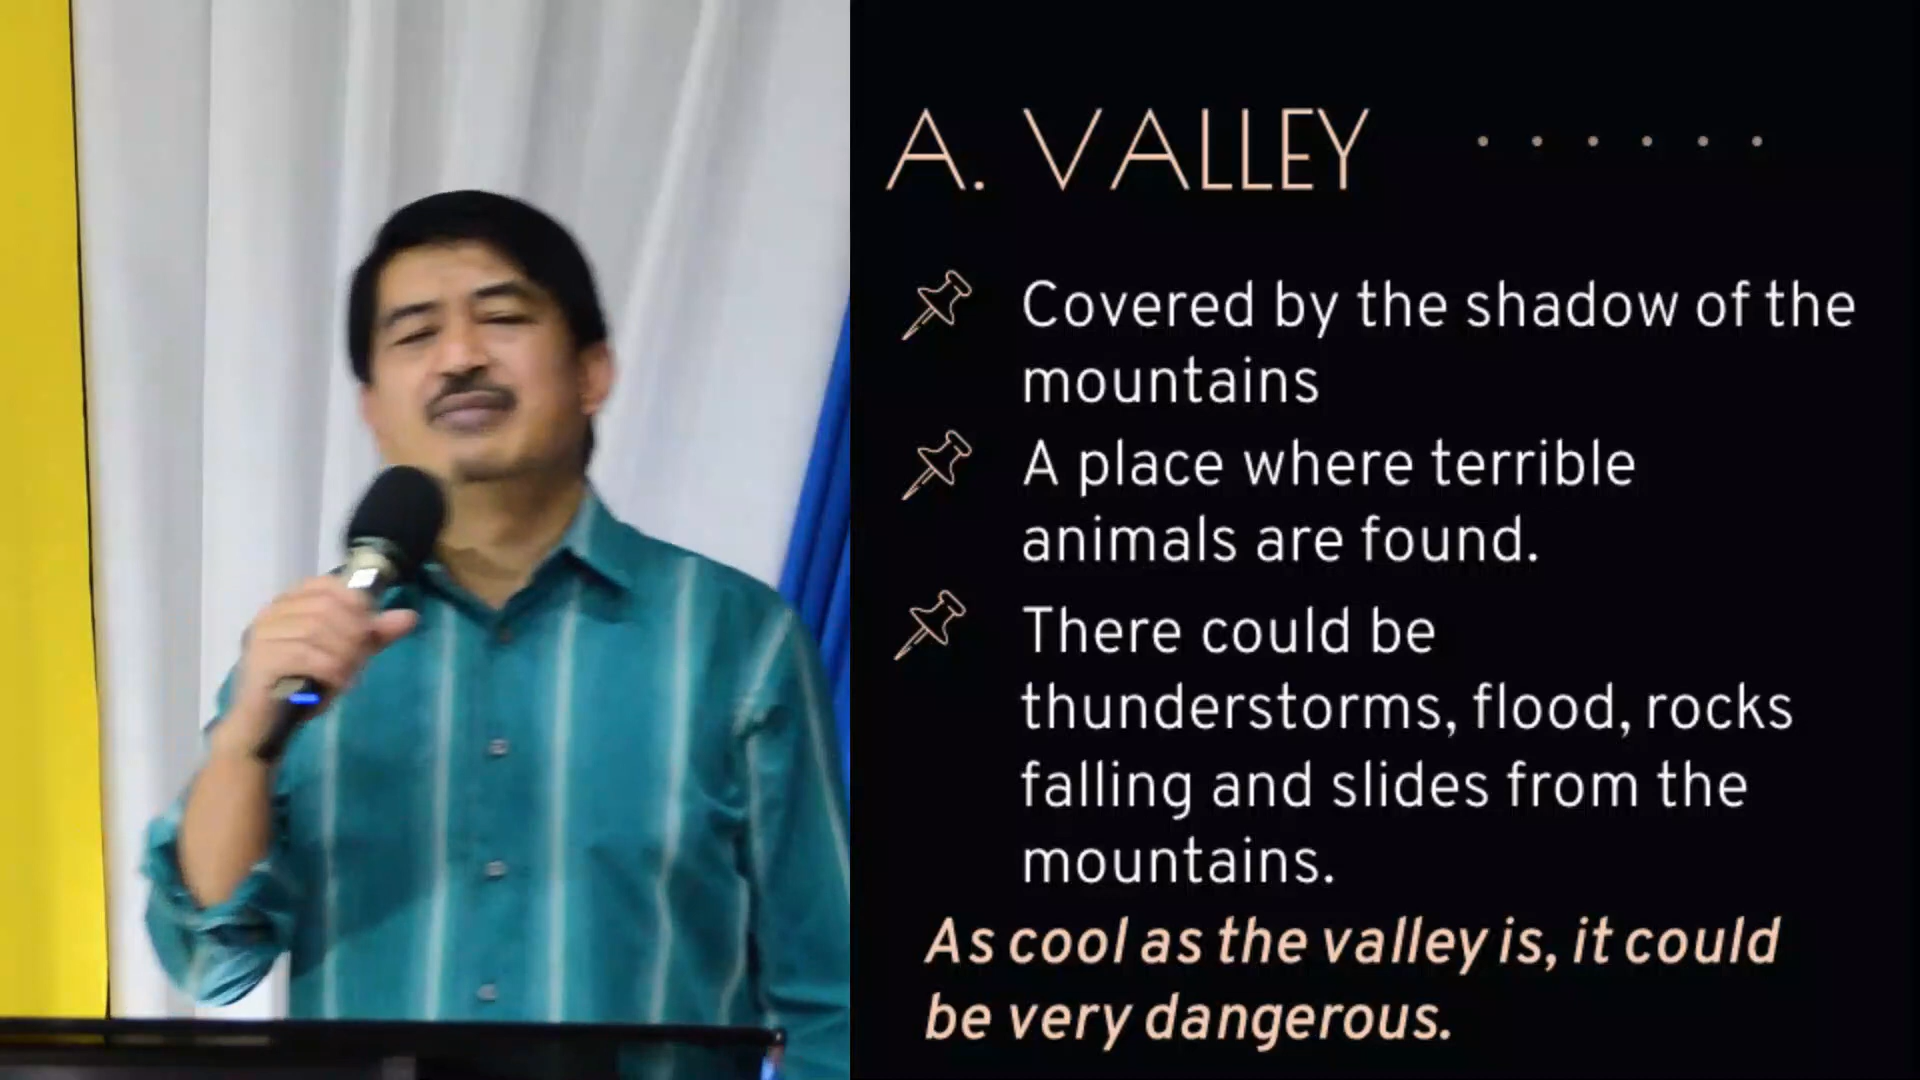 A. VALLEY
Covered by the shadow of the
mountains
A place where terrible
animals are found.
There could be
thunderstorms, flood, rocks
falling and slides from the
mountains.
As cool as the valley is, it could
be very dangerous.